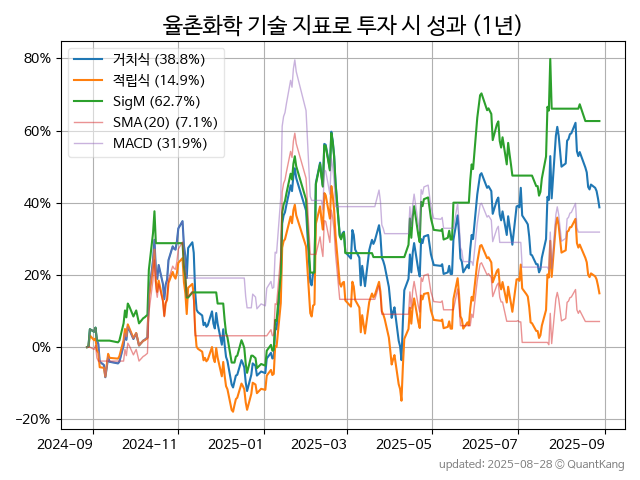 율촌화학 기술 지표로 투자 시 성과 (1년)
거치식 (38.8%)
적립식 (14.9%)
SigM (62.7%)
SMA(20) (7.1%)
MACD (31.9%)
80%
60%
40%
20%
0%
−20%
2024-09 2024-11 2025-01 2025-03 2025-05 2025-07 2025-09
updated: 2025-08-28 © QuantKang